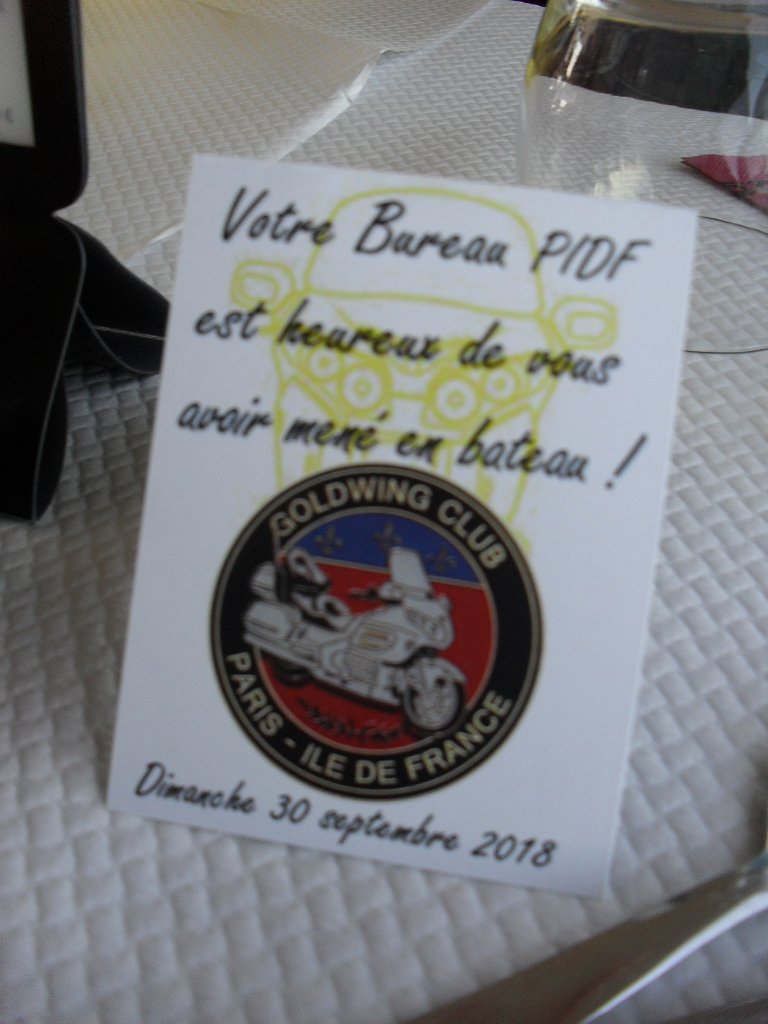 Votre Bureau PIDF
est heureux de vous
avoir mené en bateau !
GOLDWING CLUB
PARIS - ILE DE FRANCE
Dimanche 30 septembre 2018